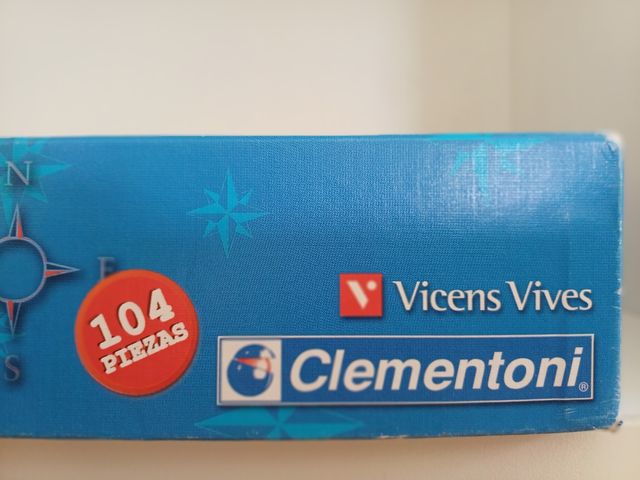 N
E
S
104
PIEZAS
Vicens Vives
Clementoni®